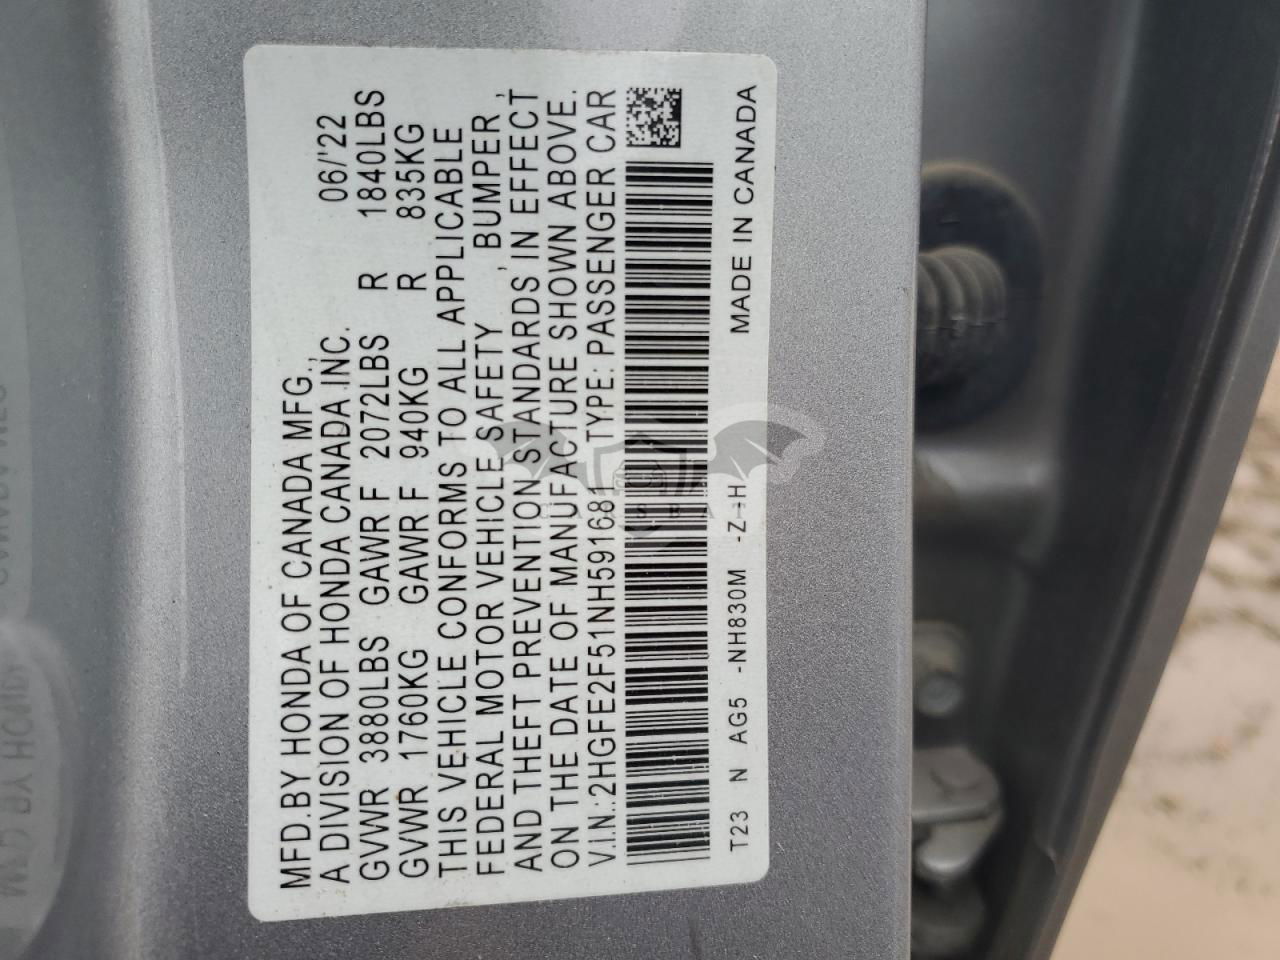 MFD.BY HONDA OF CANADA MFG.,
A DIVISION OF HONDA CANADA INC. 06/'22
GVWR 3880LBS GAWR F 2072LBS R 1840LBS
GVWR 1760KG GAWR F 940KG R 835KG
THIS VEHICLE CONFORMS TO ALL APPLICABLE
FEDERAL MOTOR VEHICLE SAFETY , BUMPER ,
AND THEFT PREVENTION STANDARDS IN EFFECT
ON THE DATE OF MANUFACTURE SHOWN ABOVE.
V.I.N.:2HGFE2F51NH59168 TYPE: PASSENGER CAR
T23 N AG5 -NH830M -Z-H MADE IN CANADA